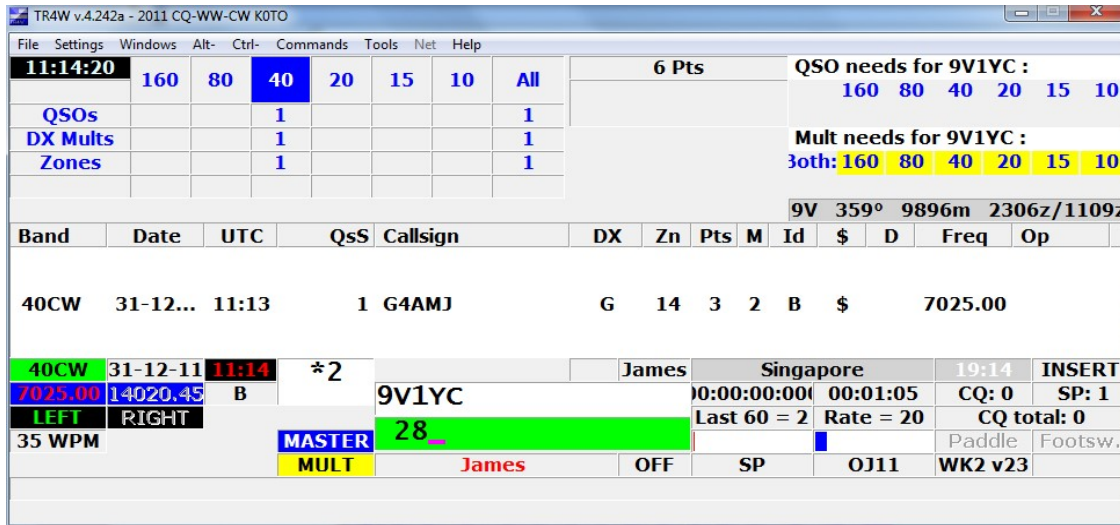 TR4W v.4.242a - 2011 CQ-WW-CW K0TO
File Settings Windows Alt- Ctrl- Commands Tools Net Help
11:14:20 160 80 40 20 15 10 All
QSOs 1 1
DX Mults 1 1
Zones 1 1
6 Pts
QSO needs for 9V1YC :
160 80 40 20 15 10
Mult needs for 9V1YC :
Both: 160 80 40 20 15 10
9V 359º 9896m 2306z/1109z
Band Date UTC QsS Callsign DX Zn Pts M Id $ D Freq Op
40CW 31-12... 11:13 1 G4AMJ G 14 3 2 B $ 7025.00
40CW 31-12-11 11:14 *2 James Singapore 19:14 INSERT
7025.00 14020.45 B 9V1YC 00:00:00:000 00:01:05 CQ: 0 SP: 1
LEFT RIGHT 28_ Last 60 = 2 Rate = 20 CQ total: 0
35 WPM MASTER Paddle Footsw.
MULT James OFF SP OJ11 WK2 v23